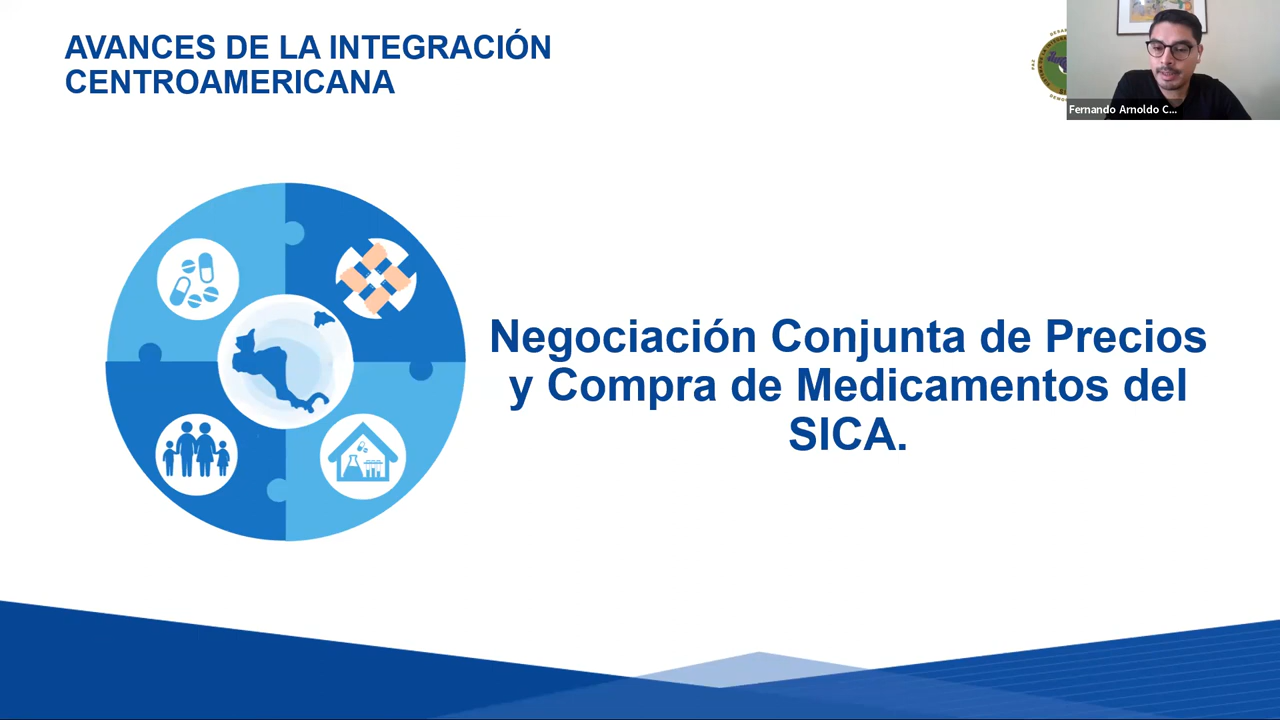 AVANCES DE LA INTEGRACIÓN
CENTROAMERICANA
Fernando Arnoldo C...
Negociación Conjunta de Precios
y Compra de Medicamentos del
SICA.